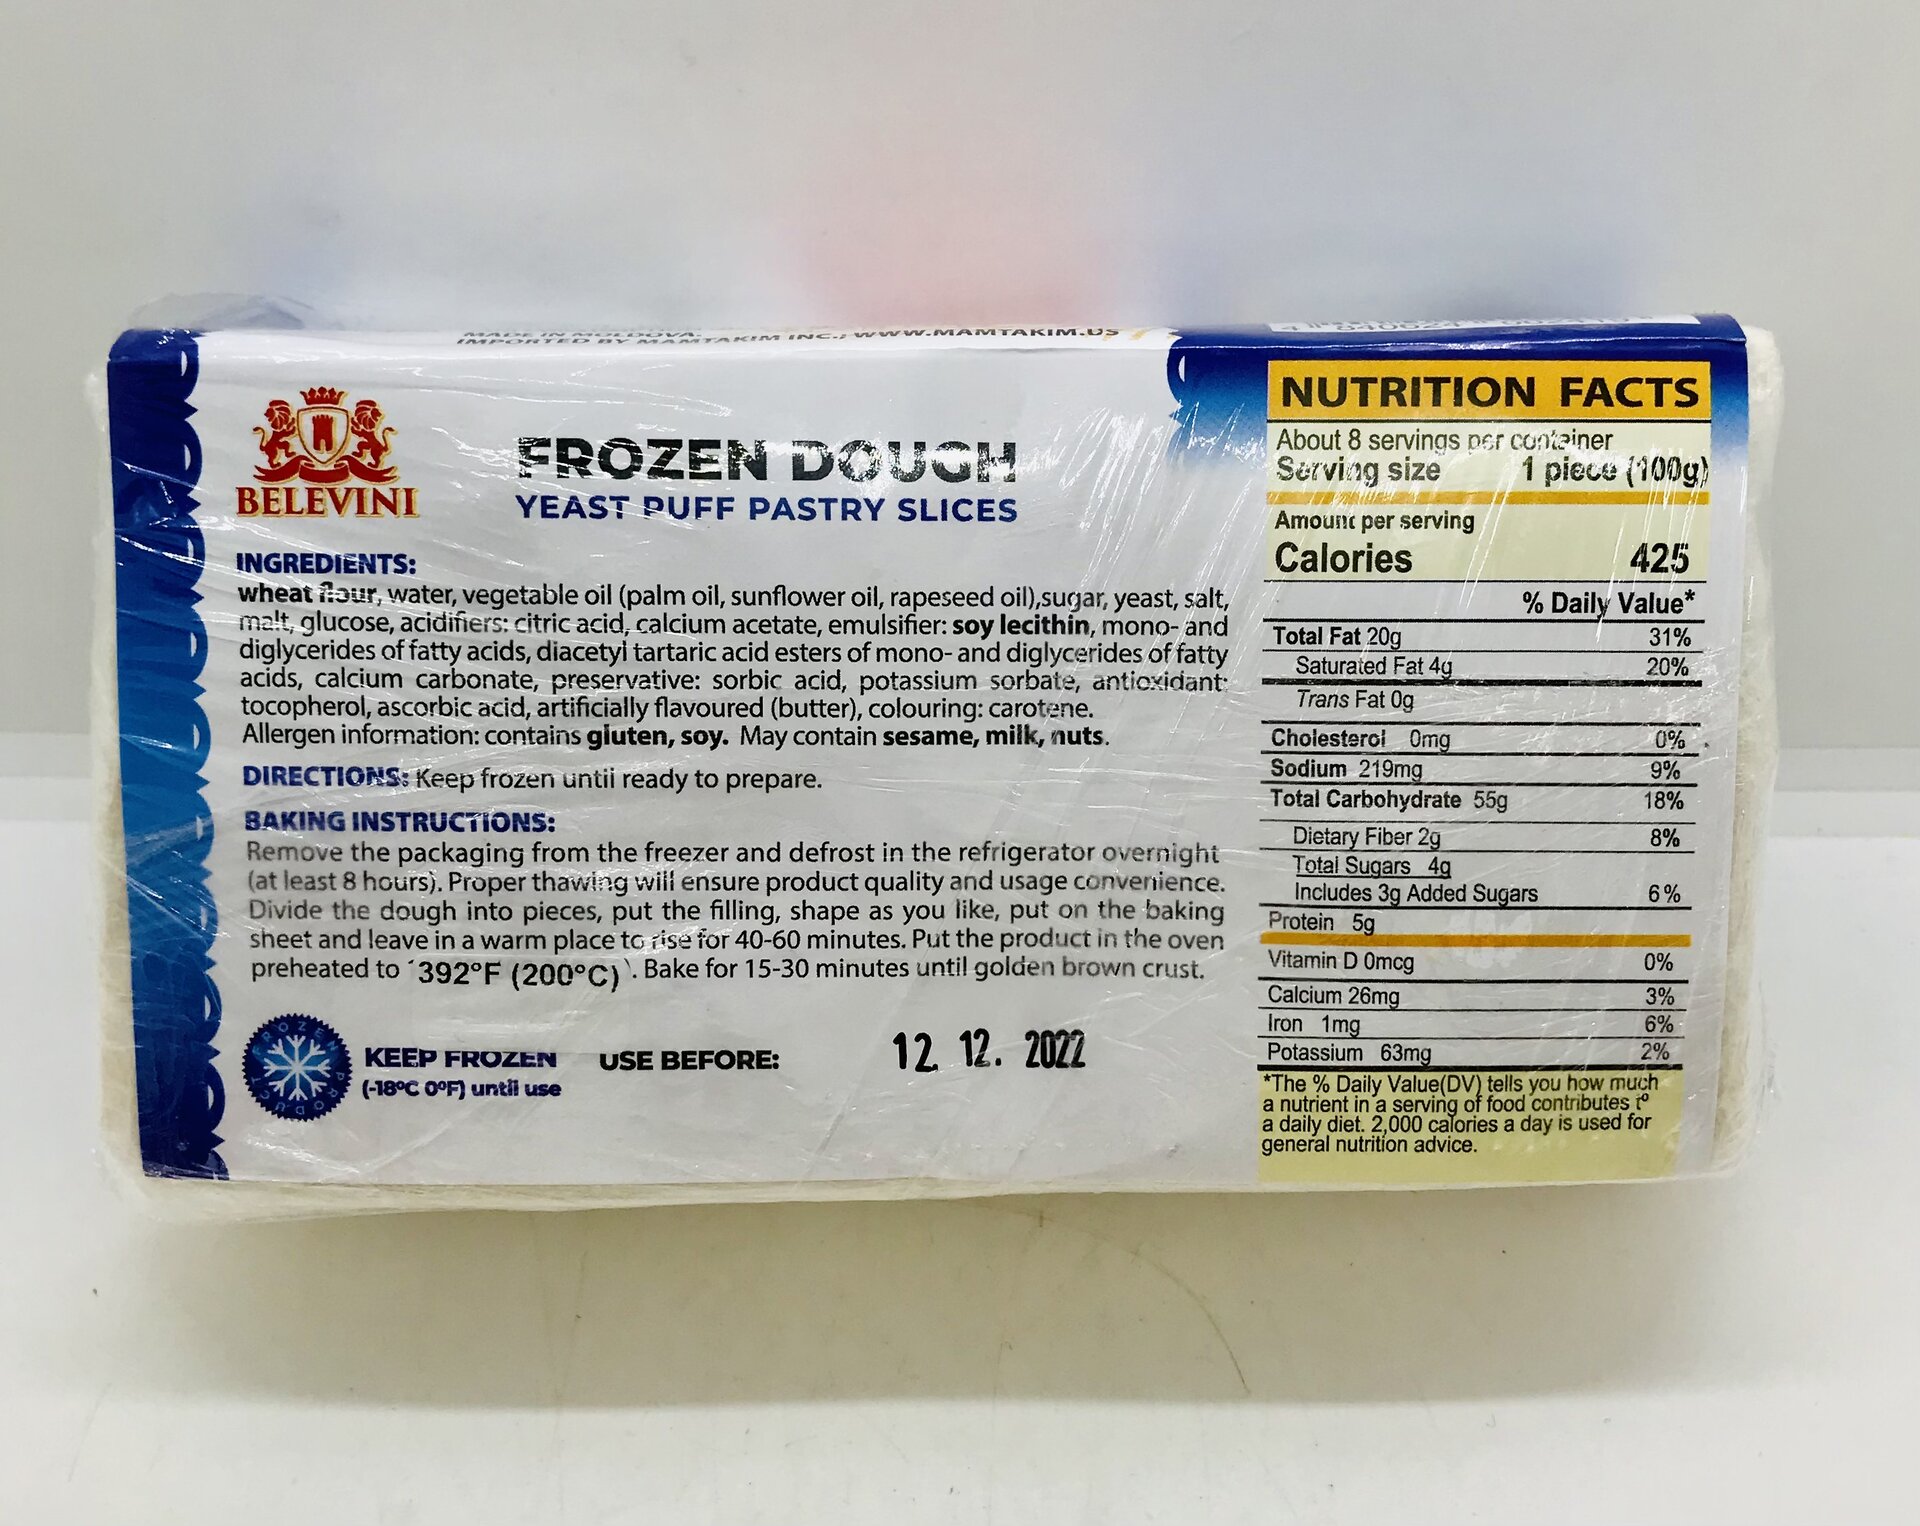 MADE IN MOLDOVA.
IMPORTED BY MAMTAKIM INC., WWW.MAMTAKIM.US
BELEVINI
FROZEN DOUGH
YEAST PUFF PASTRY SLICES
INGREDIENTS:
wheat flour, water, vegetable oil (palm oil, sunflower oil, rapeseed oil),sugar, yeast, salt,
malt, glucose, acidifiers: citric acid, calcium acetate, emulsifier: soy lecithin, mono- and
diglycerides of fatty acids, diacetyl tartaric acid esters of mono- and diglycerides of fatty
acids, calcium carbonate, preservative: sorbic acid, potassium sorbate, antioxidant:
tocopherol, ascorbic acid, artificially flavoured (butter), colouring: carotene.
Allergen information: contains gluten, soy. May contain sesame, milk, nuts.
DIRECTIONS: Keep frozen until ready to prepare.
BAKING INSTRUCTIONS:
Remove the packaging from the freezer and defrost in the refrigerator overnight
(at least 8 hours). Proper thawing will ensure product quality and usage convenience.
Divide the dough into pieces, put the filling, shape as you like, put on the baking
sheet and leave in a warm place to rise for 40-60 minutes. Put the product in the oven
preheated to 392°F (200°C). Bake for 15-30 minutes until golden brown crust.
FROZEN PRODUCT
KEEP FROZEN
(-18°C 0°F) until use
USE BEFORE: 12. 12. 2022
NUTRITION FACTS
About 8 servings per container
Serving size 1 piece (100g)
Amount per serving
Calories 425
% Daily Value*
Total Fat 20g 31%
Saturated Fat 4g 20%
Trans Fat 0g
Cholesterol 0mg 0%
Sodium 219mg 9%
Total Carbohydrate 55g 18%
Dietary Fiber 2g 8%
Total Sugars 4g
Includes 3g Added Sugars 6%
Protein 5g
Vitamin D 0mcg 0%
Calcium 26mg 3%
Iron 1mg 6%
Potassium 63mg 2%
*The % Daily Value(DV) tells you how much
a nutrient in a serving of food contributes to
a daily diet. 2,000 calories a day is used for
general nutrition advice.